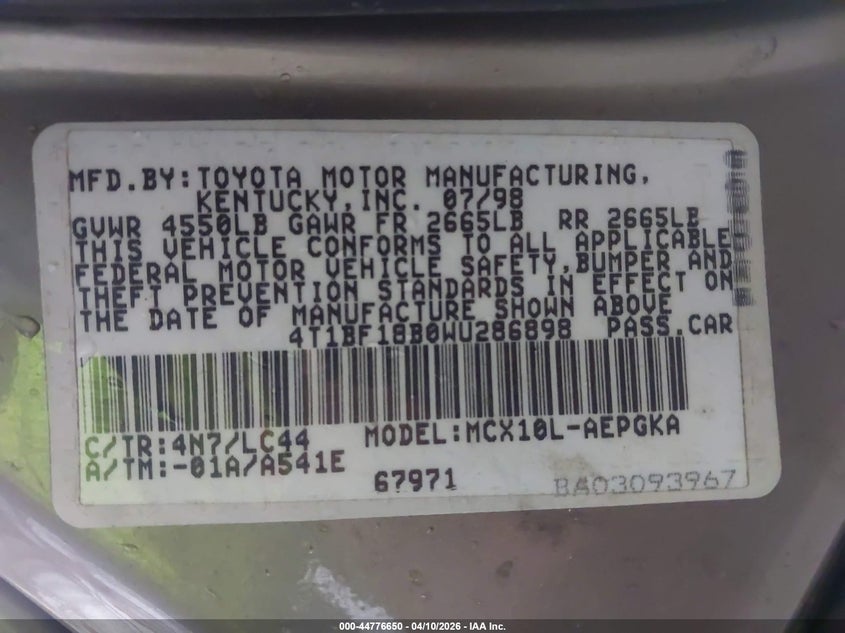 MFD.BY:TOYOTA MOTOR MANUFACTURING,
KENTUCKY,INC. 07/98
GVWR 4550LB GAWR FR 2665LB RR 2665LB
THIS VEHICLE CONFORMS TO ALL APPLICABLE
FEDERAL MOTOR VEHICLE SAFETY,BUMPER AND
THEFT PREVENTION STANDARDS IN EFFECT ON
THE DATE OF MANUFACTURE SHOWN ABOVE
4T1BF18B0WU286898 PASS.CAR
C/TR:4N7/LC44 MODEL:MCX10L-AEPGKA
A/TM:-01A/A541E
67971 BA03093967
000-44776650 - 04/10/2026 - IAA Inc.